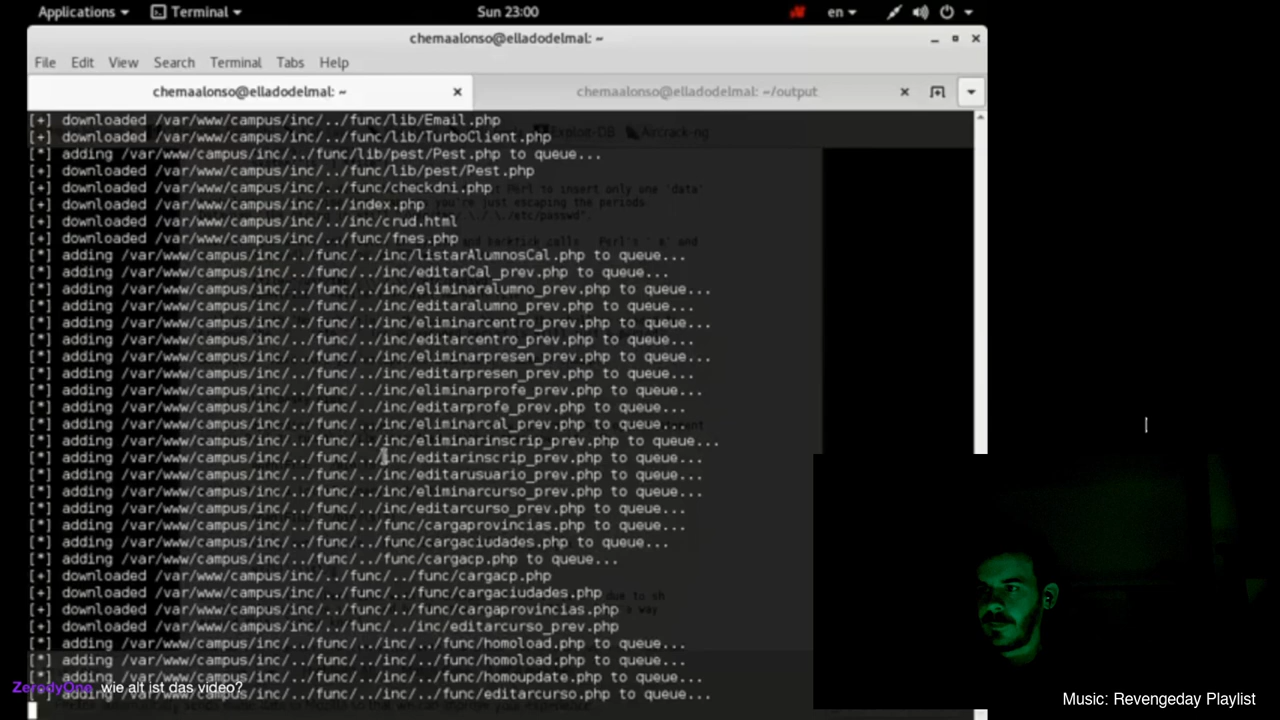 Applications
Terminal
Sun 23:00
en
chemaalonso@elladodelmal: ~
File Edit View Search Terminal Tabs Help
chemaalonso@elladodelmal: ~
chemaalonso@elladodelmal: ~/output
[+] downloaded /var/www/campus/inc/../func/lib/Email.php
[+] downloaded /var/www/campus/inc/../func/lib/TurboClient.php
[*] adding /var/www/campus/inc/../func/lib/pest/Pest.php to queue...
[+] downloaded /var/www/campus/inc/../func/lib/pest/Pest.php
[+] downloaded /var/www/campus/inc/../func/checkdni.php
[+] downloaded /var/www/campus/inc/../index.php
[+] downloaded /var/www/campus/inc/../inc/crud.html
[+] downloaded /var/www/campus/inc/../func/fnes.php
[*] adding /var/www/campus/inc/../func/../inc/listarAlumnosCal.php to queue...
[*] adding /var/www/campus/inc/../func/../inc/editarCal_prev.php to queue...
[*] adding /var/www/campus/inc/../func/../inc/eliminaralumno_prev.php to queue...
[*] adding /var/www/campus/inc/../func/../inc/editaralumno_prev.php to queue...
[*] adding /var/www/campus/inc/../func/../inc/eliminarcentro_prev.php to queue...
[*] adding /var/www/campus/inc/../func/../inc/editarcentro_prev.php to queue...
[*] adding /var/www/campus/inc/../func/../inc/eliminarpresen_prev.php to queue...
[*] adding /var/www/campus/inc/../func/../inc/editarpresen_prev.php to queue...
[*] adding /var/www/campus/inc/../func/../inc/eliminarprofe_prev.php to queue...
[*] adding /var/www/campus/inc/../func/../inc/editarprofe_prev.php to queue...
[*] adding /var/www/campus/inc/../func/../inc/eliminarcal_prev.php to queue...
[*] adding /var/www/campus/inc/../func/../inc/eliminarinscrip_prev.php to queue...
[*] adding /var/www/campus/inc/../func/../inc/editarinscrip_prev.php to queue...
[*] adding /var/www/campus/inc/../func/../inc/editarusuario_prev.php to queue...
[*] adding /var/www/campus/inc/../func/../inc/eliminarcurso_prev.php to queue...
[*] adding /var/www/campus/inc/../func/../inc/editarcurso_prev.php to queue...
[*] adding /var/www/campus/inc/../func/../func/cargaprovincias.php to queue...
[*] adding /var/www/campus/inc/../func/../func/cargaciudades.php to queue...
[*] adding /var/www/campus/inc/../func/../func/cargacp.php to queue...
[+] downloaded /var/www/campus/inc/../func/../func/cargacp.php
[+] downloaded /var/www/campus/inc/../func/../func/cargaciudades.php
[+] downloaded /var/www/campus/inc/../func/../func/cargaprovincias.php
[+] downloaded /var/www/campus/inc/../func/../inc/editarcurso_prev.php
[*] adding /var/www/campus/inc/../func/../inc/../func/homoload.php to queue...
[*] adding /var/www/campus/inc/../func/../inc/../func/homoload.php to queue...
[*] adding /var/www/campus/inc/../func/../inc/../func/homoupdate.php to queue...
ZerodyOne wie alt ist das video?
[*] adding /var/www/campus/inc/../func/../inc/../func/editarcurso.php to queue...
Music: Revengeday Playlist